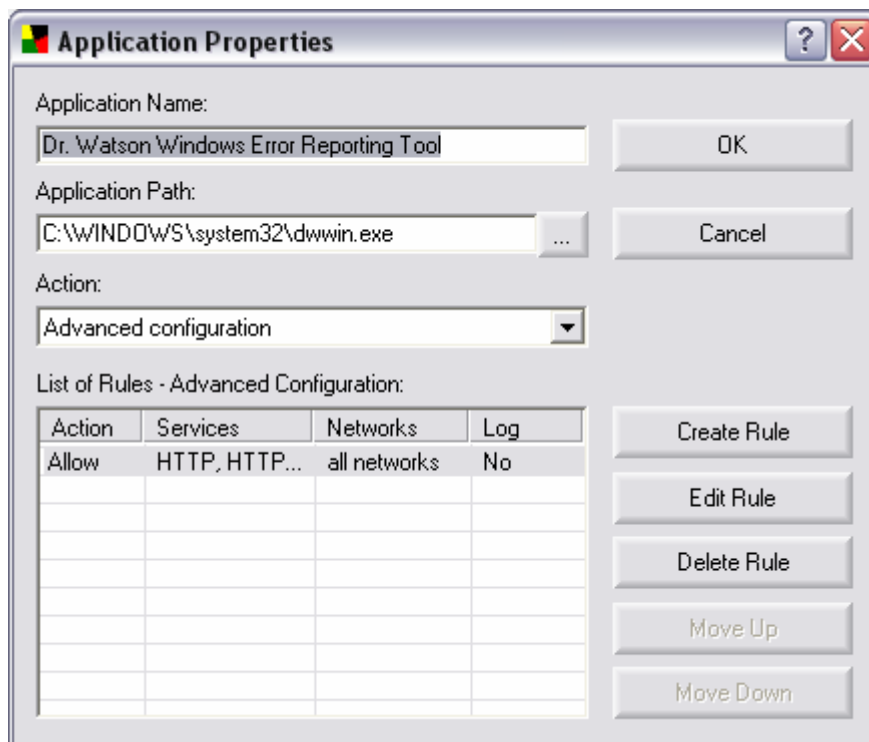 Application Properties
Application Name:
Dr. Watson Windows Error Reporting Tool
OK
Application Path:
C:\WINDOWS\system32\dwwin.exe
...
Cancel
Action:
Advanced configuration
List of Rules - Advanced Configuration:
Action Services Networks Log
Allow HTTP, HTTP... all networks No
Create Rule
Edit Rule
Delete Rule
Move Up
Move Down